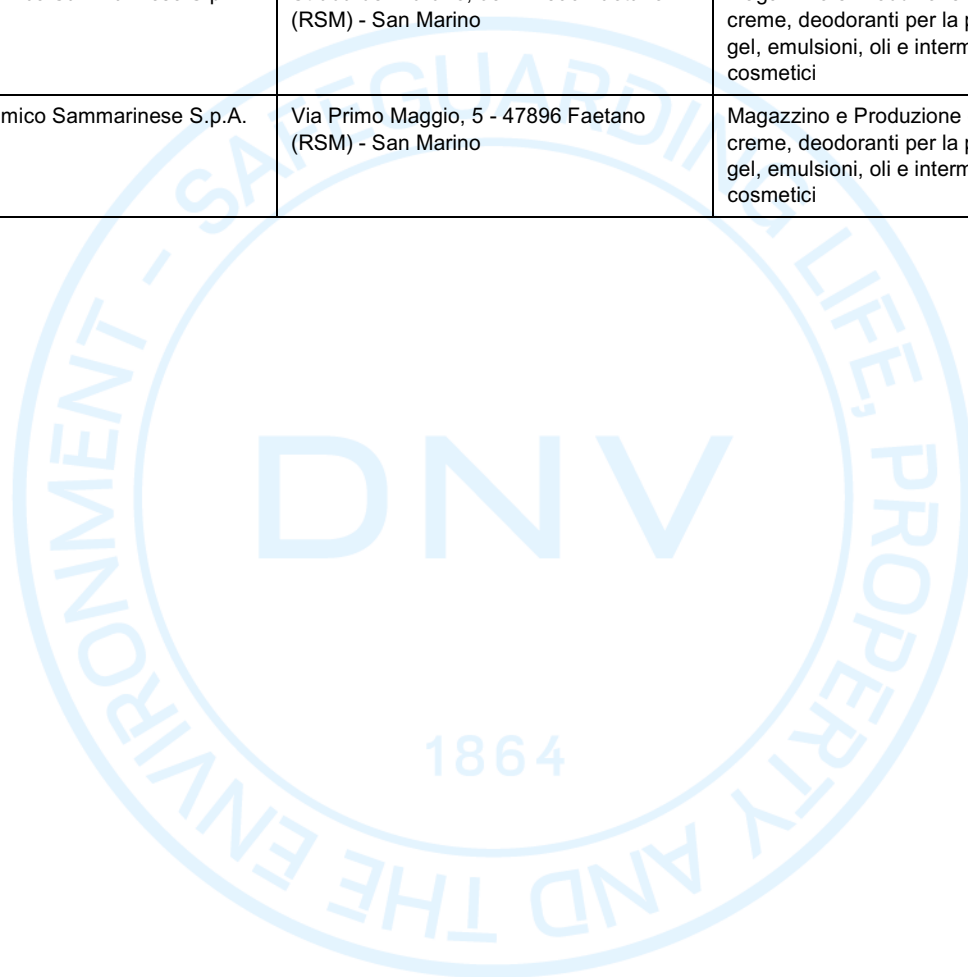 (RSM) - San Marino
creme, deodoranti per la
gel, emulsioni, oli e
cosmetici
mico Sammarinese S.p.A.
Via Primo Maggio, 5 - 47896 Faetano
(RSM) - San Marino
Magazzino e Produzione
creme, deodoranti per la
gel, emulsioni, oli e
cosmetici
SAFEGUARDING LIFE, PROPERTY AND THE ENVIRONMENT -
DNV
1864